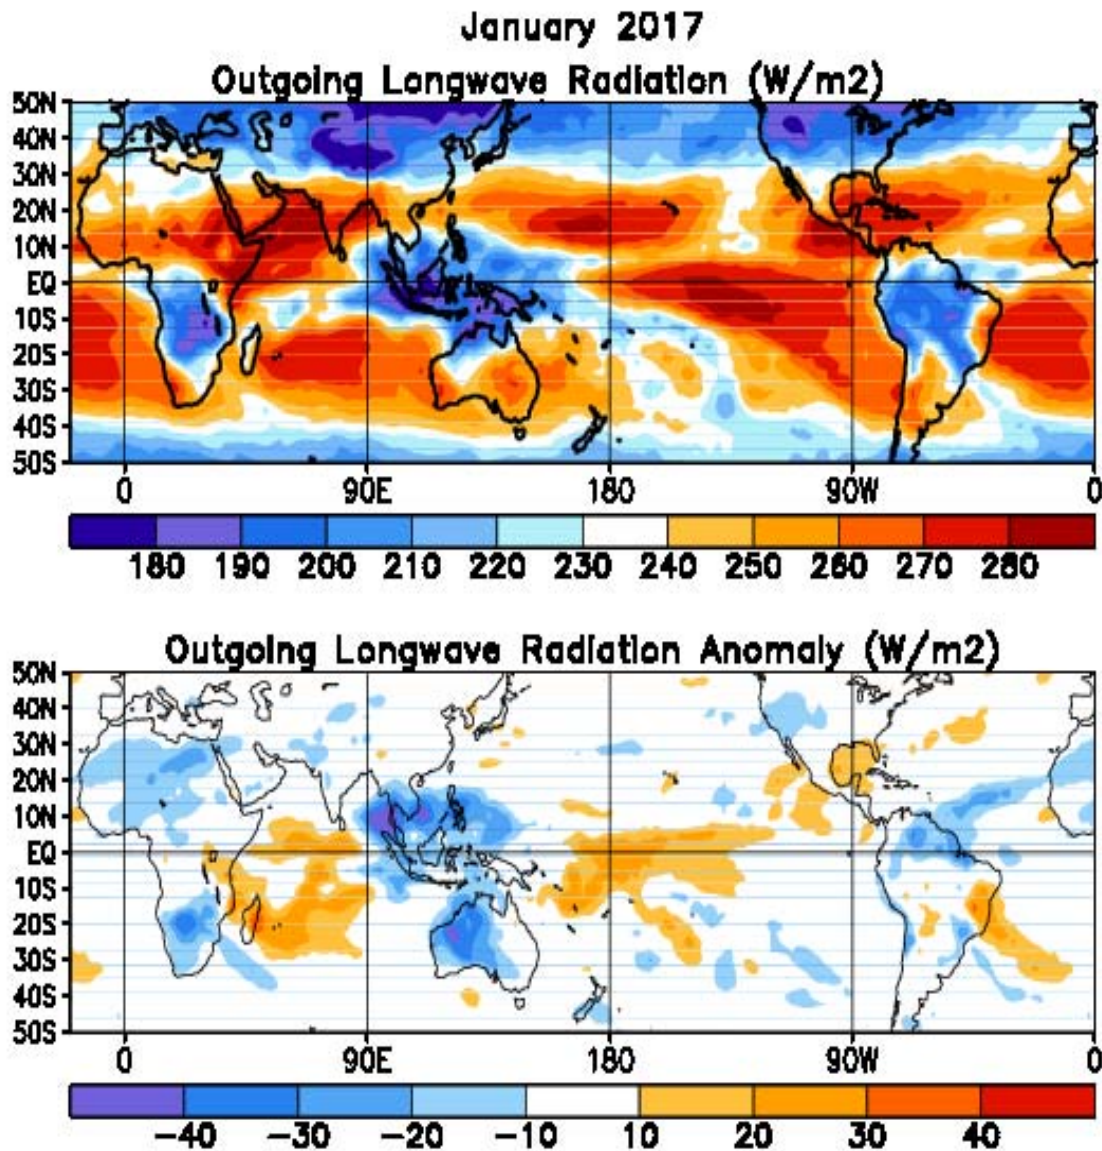 January 2017
Outgoing Longwave Radiation (W/m2)
50N
40N
30N
20N
10N
EQ
10S
20S
30S
40S
50S
0 90E 180 90W 0
180 190 200 210 220 230 240 250 260 270 280
Outgoing Longwave Radiation Anomaly (W/m2)
50N
40N
30N
20N
10N
EQ
10S
20S
30S
40S
50S
0 90E 180 90W 0
−40 −30 −20 −10 10 20 30 40